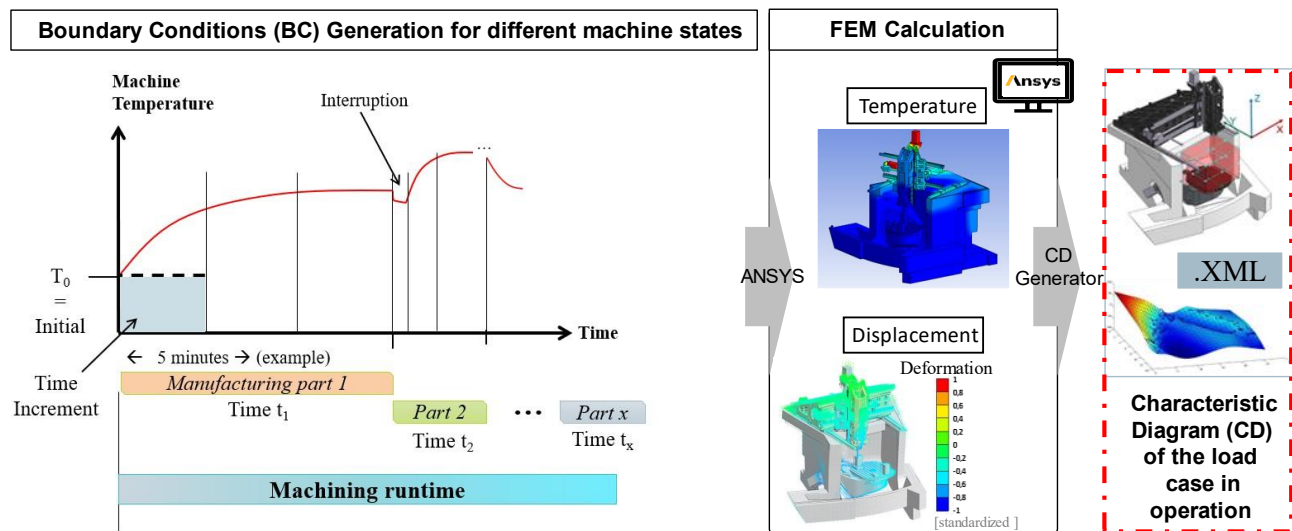 Boundary Conditions (BC) Generation for different machine states
Machine
Temperature
Interruption
...
T0
=
Initial
Time
← 5 minutes → (example)
Time
Increment
Manufacturing part 1
Time t1
Part 2
Time t2
•••
Part x
Time tx
Machining runtime
ANSYS
FEM Calculation
Ansys
Temperature
Displacement
Deformation
1
0,8
0,6
0,4
0,2
0
-0,2
-0,4
-0,6
-0,8
-1
[standardized ]
CD
Generator
Z
Y
X
.XML
Characteristic
Diagram (CD)
of the load
case in
operation